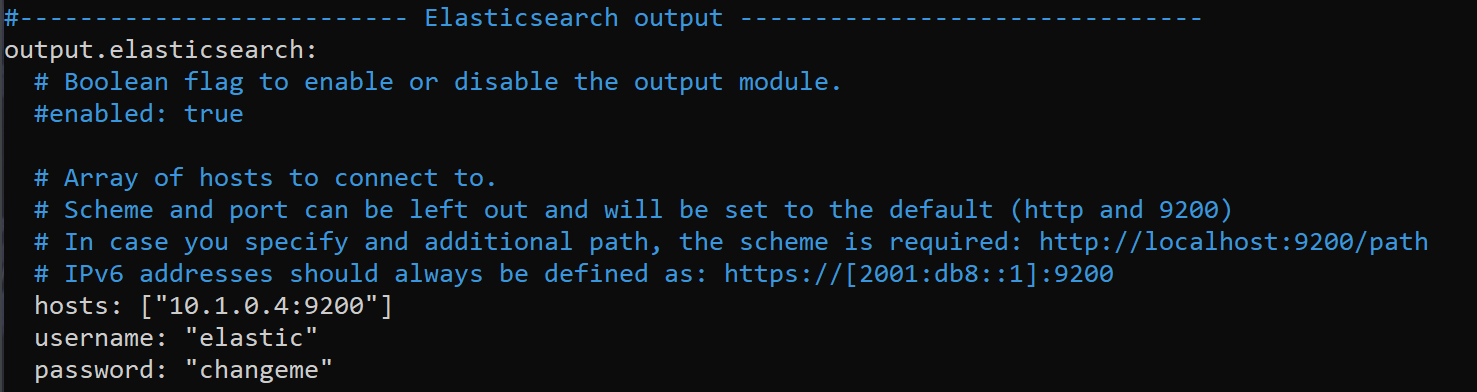 #-------------------------- Elasticsearch output -------------------------------
output.elasticsearch:
  # Boolean flag to enable or disable the output module.
  #enabled: true

  # Array of hosts to connect to.
  # Scheme and port can be left out and will be set to the default (http and 9200)
  # In case you specify and additional path, the scheme is required: http://localhost:9200/path
  # IPv6 addresses should always be defined as: https://[2001:db8::1]:9200
  hosts: ["10.1.0.4:9200"]
  username: "elastic"
  password: "changeme"